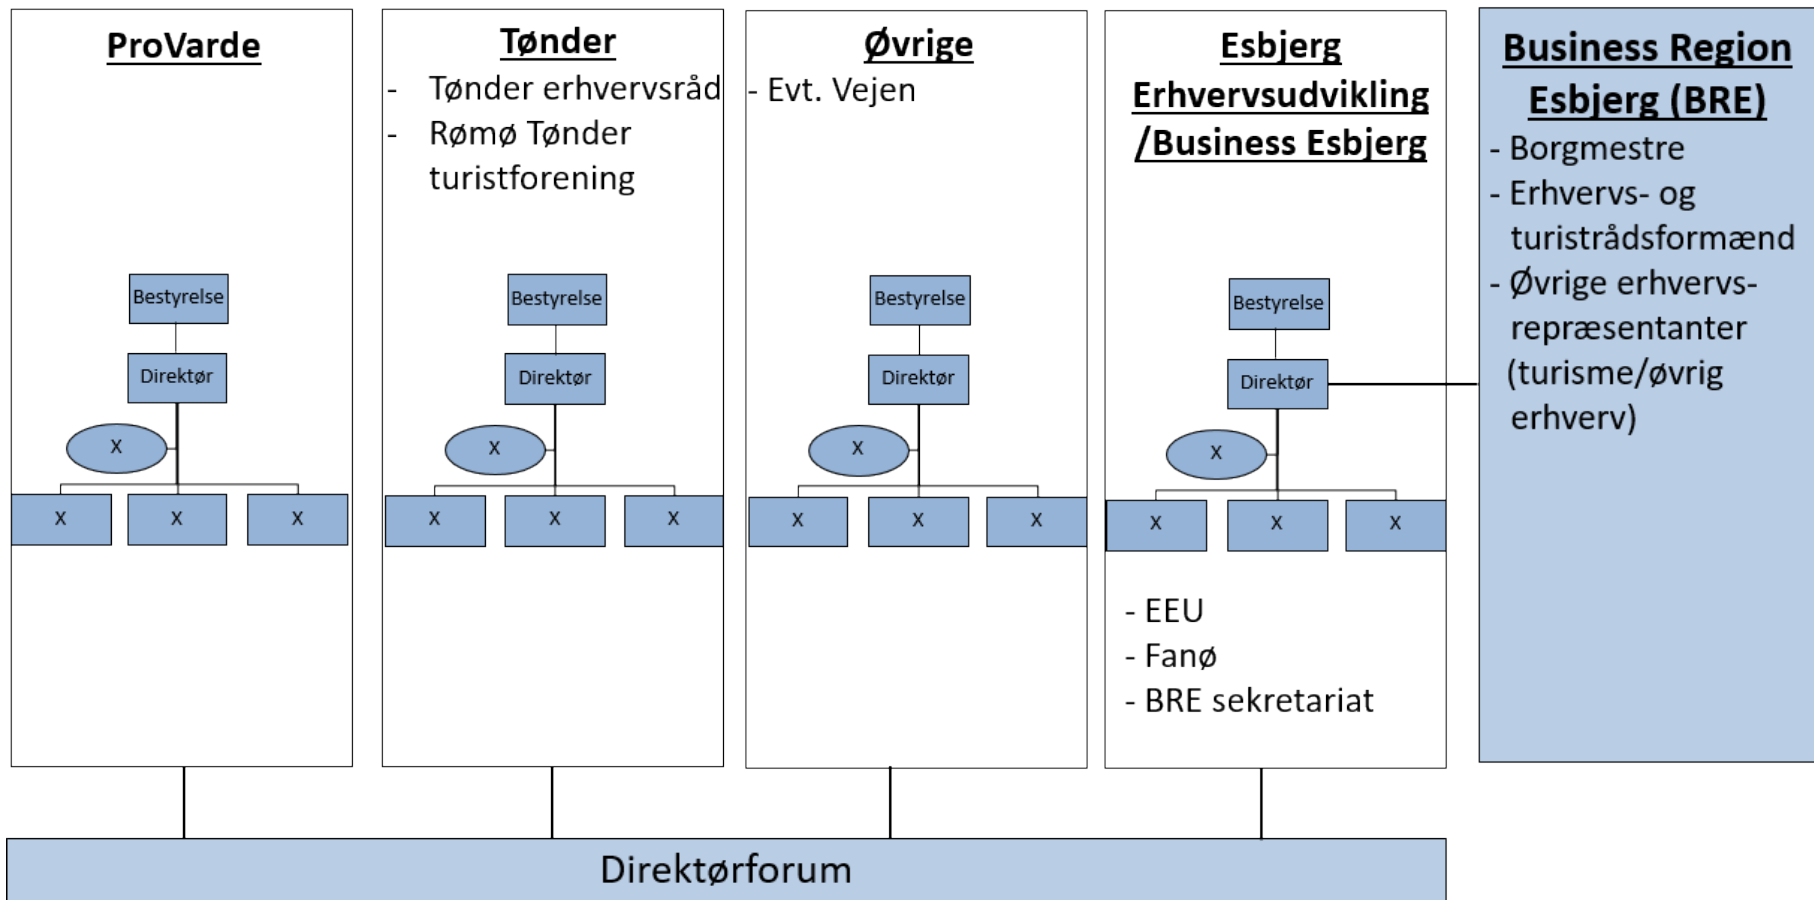 ProVarde
Bestyrelse
Direktør
X
X
X
X
Tønder
- Tønder erhvervsråd
- Rømø Tønder
turistforening
Bestyrelse
Direktør
X
X
X
X
Øvrige
- Evt. Vejen
Bestyrelse
Direktør
X
X
X
X
Esbjerg
Erhvervsudvikling
/Business Esbjerg
Bestyrelse
Direktør
X
X
X
X
- EEU
- Fanø
- BRE sekretariat
Business Region
Esbjerg (BRE)
- Borgmestre
- Erhvervs- og
turistrådsformænd
- Øvrige erhvervs-
repræsentanter
(turisme/øvrig
erhverv)
Direktørforum